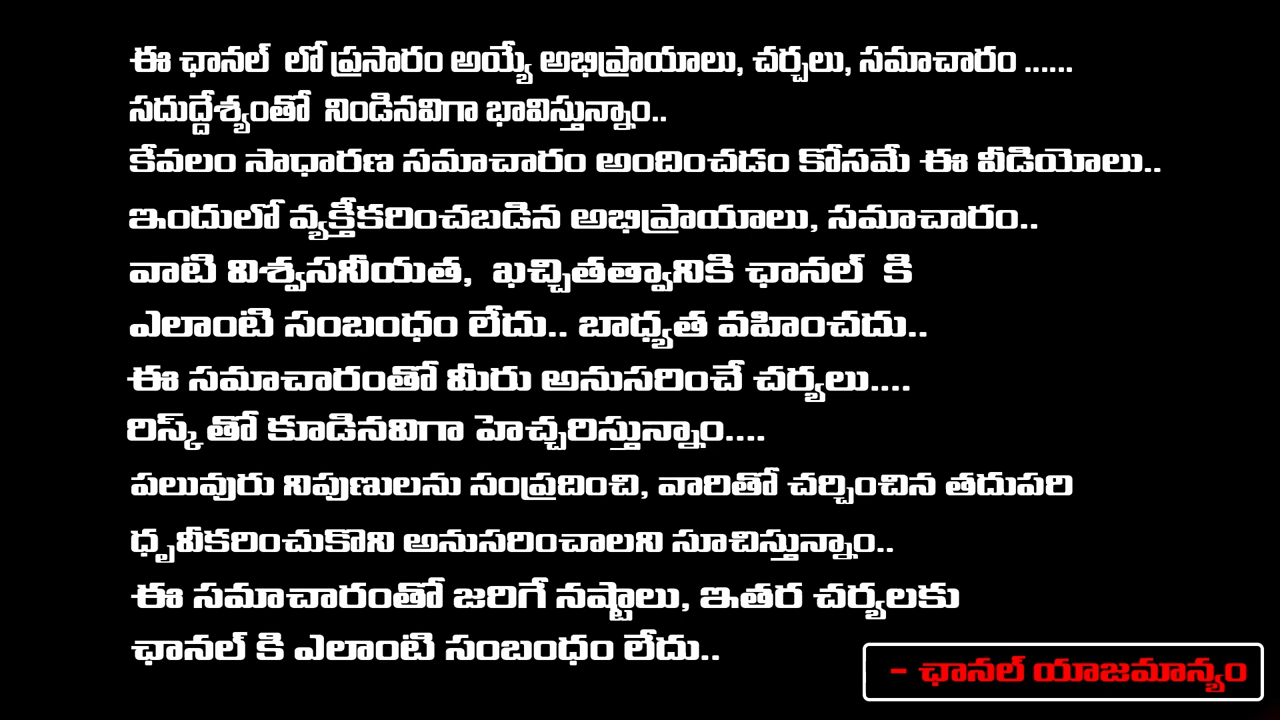 ఈ ఛానల్ లో ప్రసారం అయ్యే అభిప్రాయాలు, చర్చలు, సమాచారం ......
సదుద్దేశ్యంతో నిండినవిగా భావిస్తున్నాం..
కేవలం సాధారణ సమాచారం అందించడం కోసమే ఈ వీడియోలు..
ఇందులో వ్యక్తీకరించబడిన అభిప్రాయాలు, సమాచారం..
వాటి విశ్వసనీయత, ఖచ్చితత్వానికి ఛానల్ కి
ఎలాంటి సంబంధం లేదు.. బాధ్యత వహించదు..
ఈ సమాచారంతో మీరు అనుసరించే చర్యలు....
రిస్క్ తో కూడినవిగా హెచ్చరిస్తున్నాం....
పలువురు నిపుణులను సంప్రదించి, వారితో చర్చించిన తదుపరి
ధృవీకరించుకొని అనుసరించాలని సూచిస్తున్నాం..
ఈ సమాచారంతో జరిగే నష్టాలు, ఇతర చర్యలకు
ఛానల్ కి ఎలాంటి సంబంధం లేదు..
- ఛానల్ యాజమాన్యం